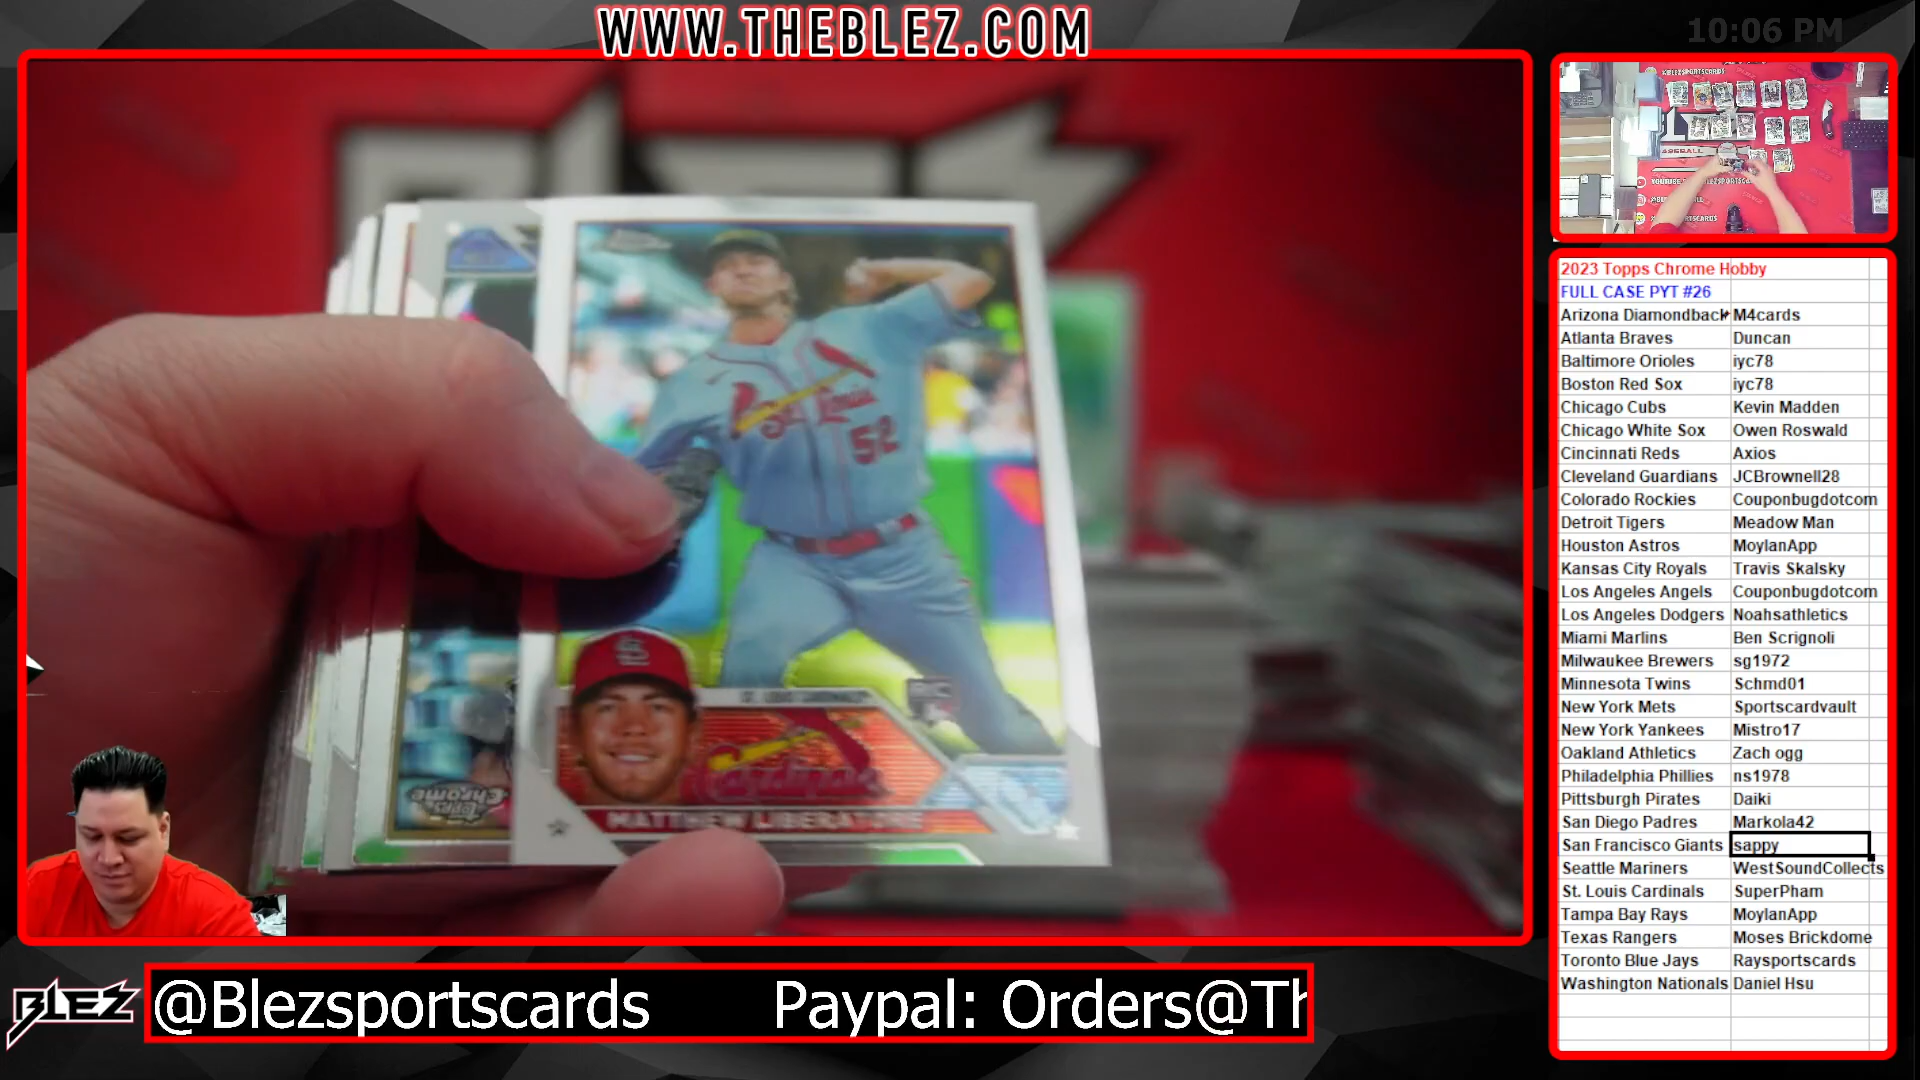 WWW.THEBLEZ.COM
10:06 PM
St. Louis
52
RC
Cardinals
MATTHEW LIBERATORE
Topps Chrome
2023 Topps Chrome Hobby
FULL CASE PYT #26
Arizona Diamondback M4cards
Atlanta Braves Duncan
Baltimore Orioles iyc78
Boston Red Sox iyc78
Chicago Cubs Kevin Madden
Chicago White Sox Owen Roswald
Cincinnati Reds Axios
Cleveland Guardians JCBrownell28
Colorado Rockies Couponbugdotcom
Detroit Tigers Meadow Man
Houston Astros MoylanApp
Kansas City Royals Travis Skalsky
Los Angeles Angels Couponbugdotcom
Los Angeles Dodgers Noahsathletics
Miami Marlins Ben Scrignoli
Milwaukee Brewers sg1972
Minnesota Twins Schmd01
New York Mets Sportscardvault
New York Yankees Mistro17
Oakland Athletics Zach ogg
Philadelphia Phillies ns1978
Pittsburgh Pirates Daiki
San Diego Padres Markola42
San Francisco Giants sappy
Seattle Mariners WestSoundCollects
St. Louis Cardinals SuperPham
Tampa Bay Rays MoylanApp
Texas Rangers Moses Brickdome
Toronto Blue Jays Raysportscards
Washington Nationals Daniel Hsu
BLEZ
@Blezsportscards Paypal: Orders@Th